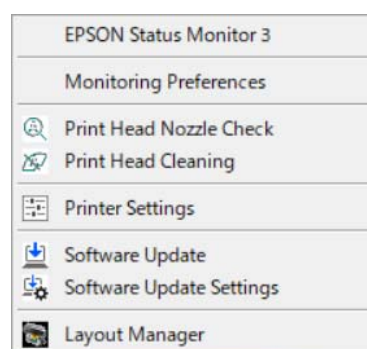 EPSON Status Monitor 3
Monitoring Preferences
Print Head Nozzle Check
Print Head Cleaning
Printer Settings
Software Update
Software Update Settings
Layout Manager